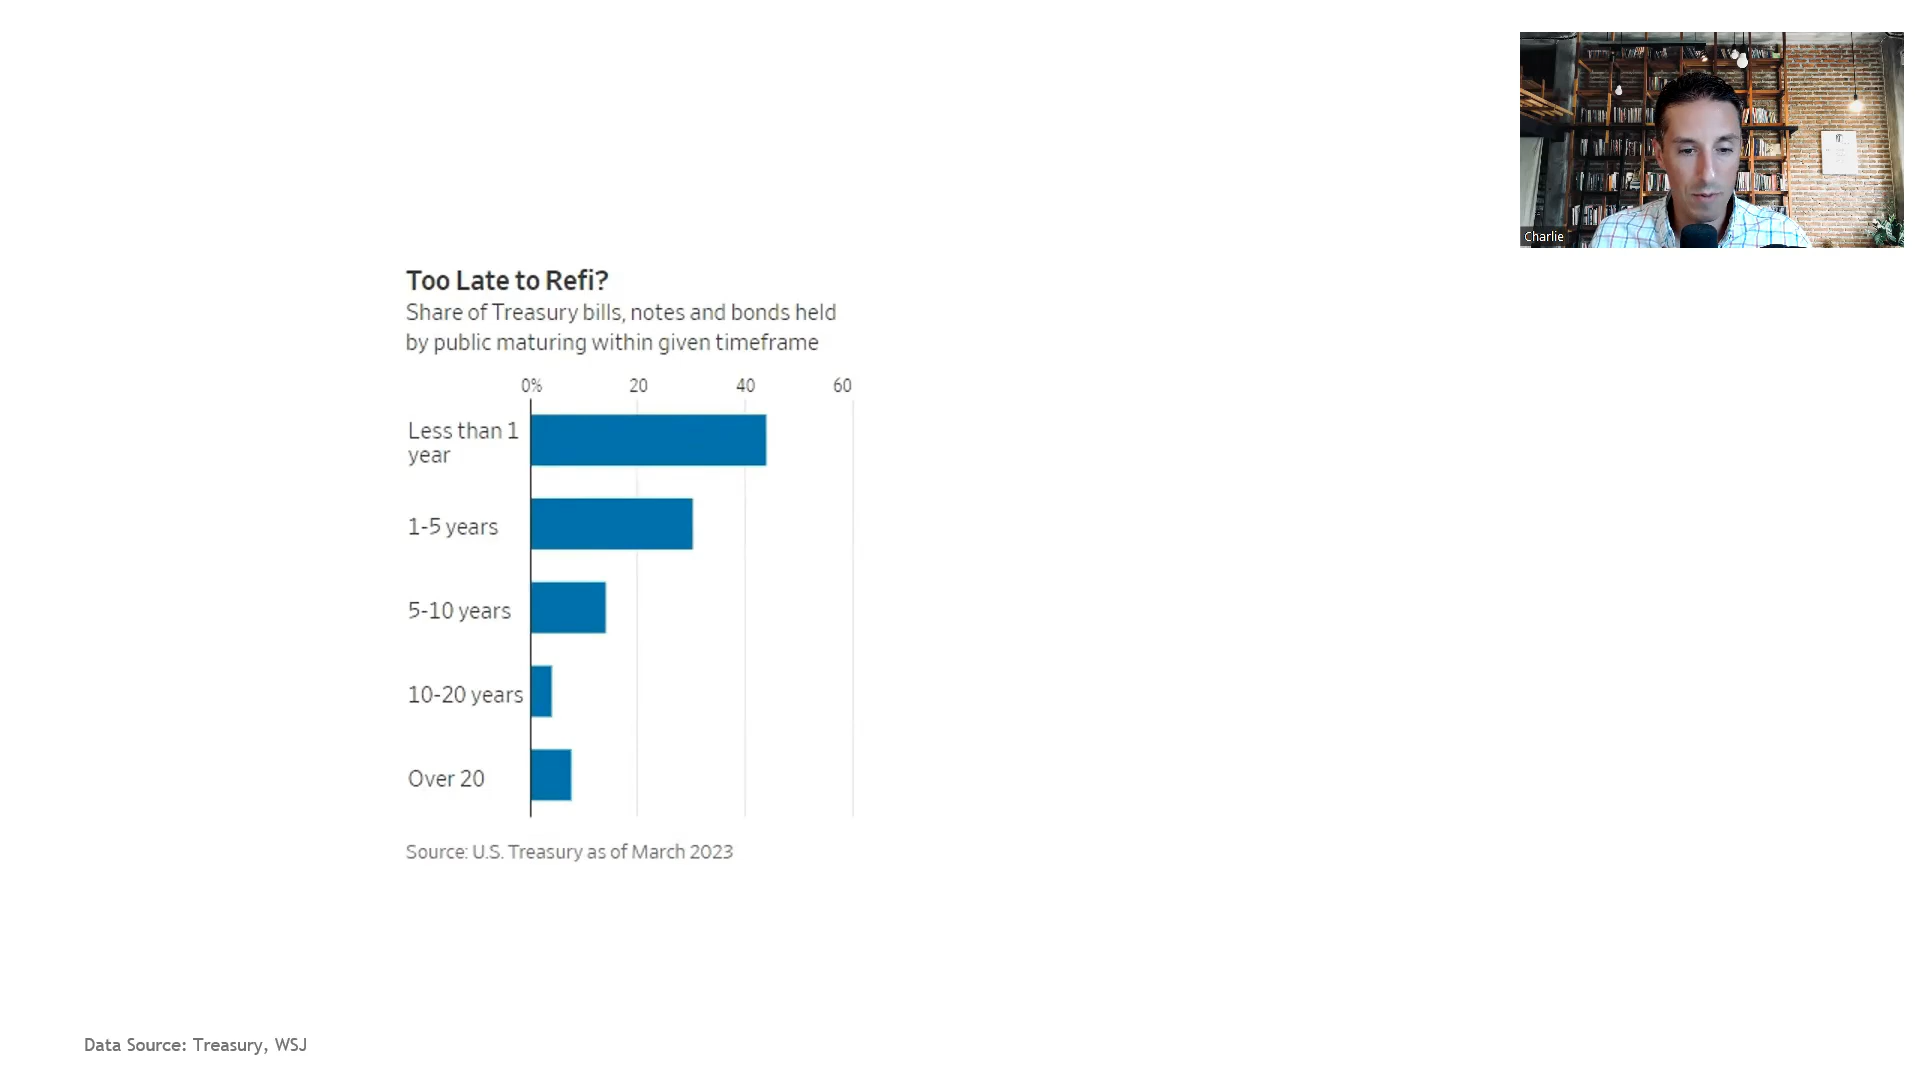 Charlie
Too Late to Refi?
Share of Treasury bills, notes and bonds held
by public maturing within given timeframe
0% 20 40 60
Less than 1
year
1-5 years
5-10 years
10-20 years
Over 20
Source: U.S. Treasury as of March 2023
Data Source: Treasury, WSJ